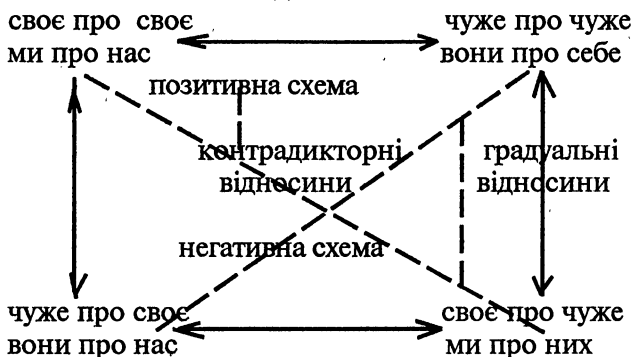 своє про своє
ми про нас
чуже про чуже
вони про себе
позитивна схема
контрадикторні
відносини
градуальні
відносини
негативна схема
чуже про своє
вони про нас
своє про чуже
ми про них